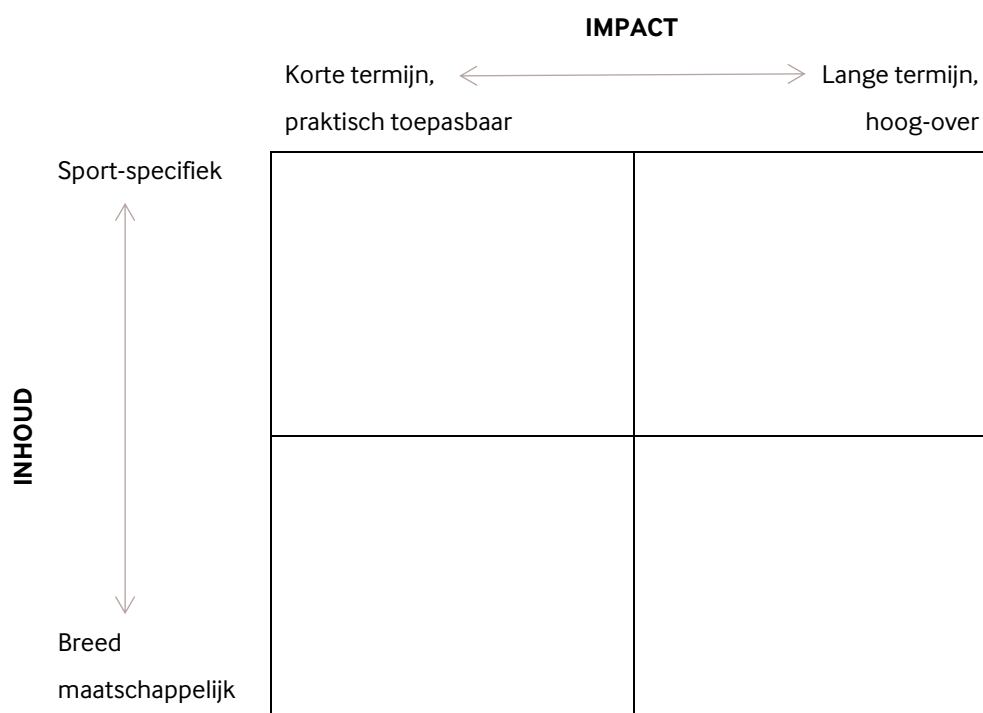 IMPACT
Korte termijn,
praktisch toepasbaar
Lange termijn,
hoog-over
Sport-specifiek
INHOUD
Breed
maatschappelijk